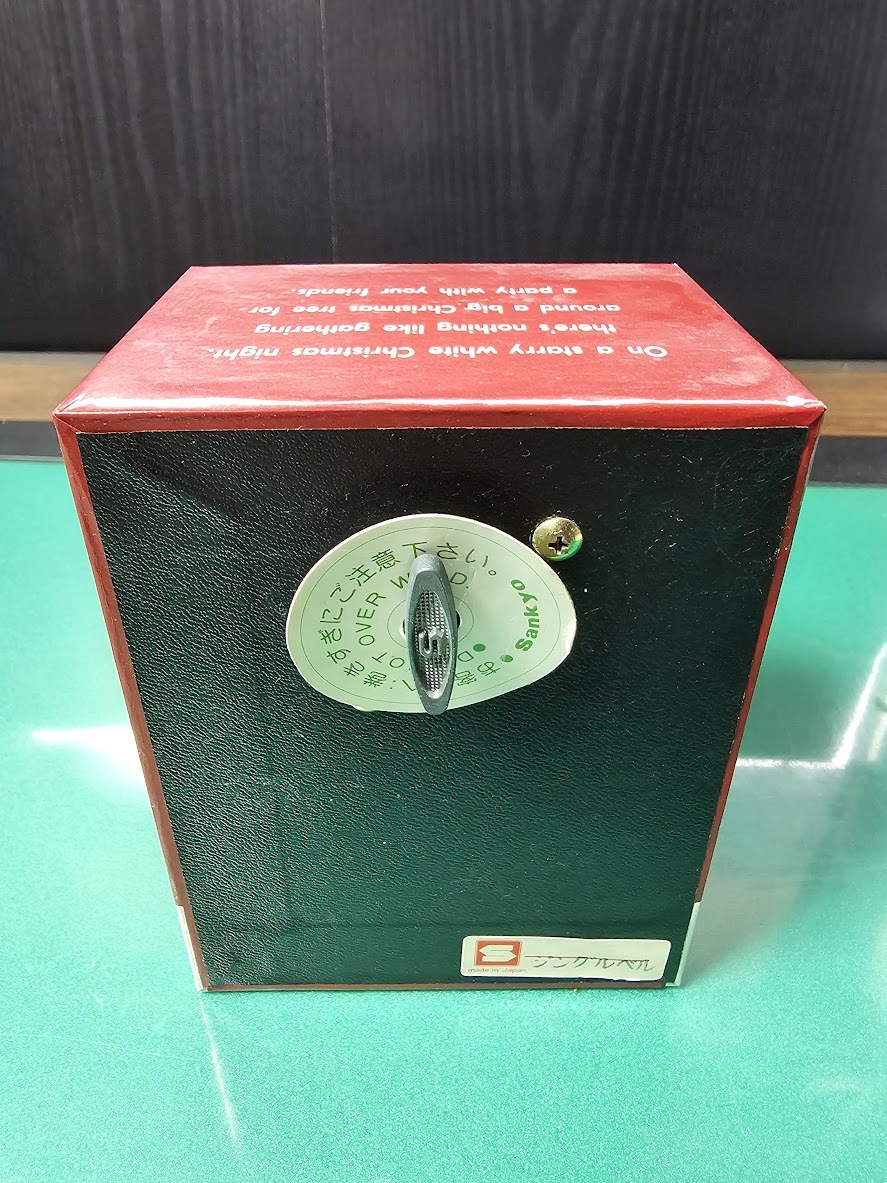 On a starry white Christmas night,
there's nothing like gathering
around a big Christmas tree for
a party with your friends.
巻きすぎにご注意下さい。
OVER
Sankyo
S
S
made in Japan
ジングルベル